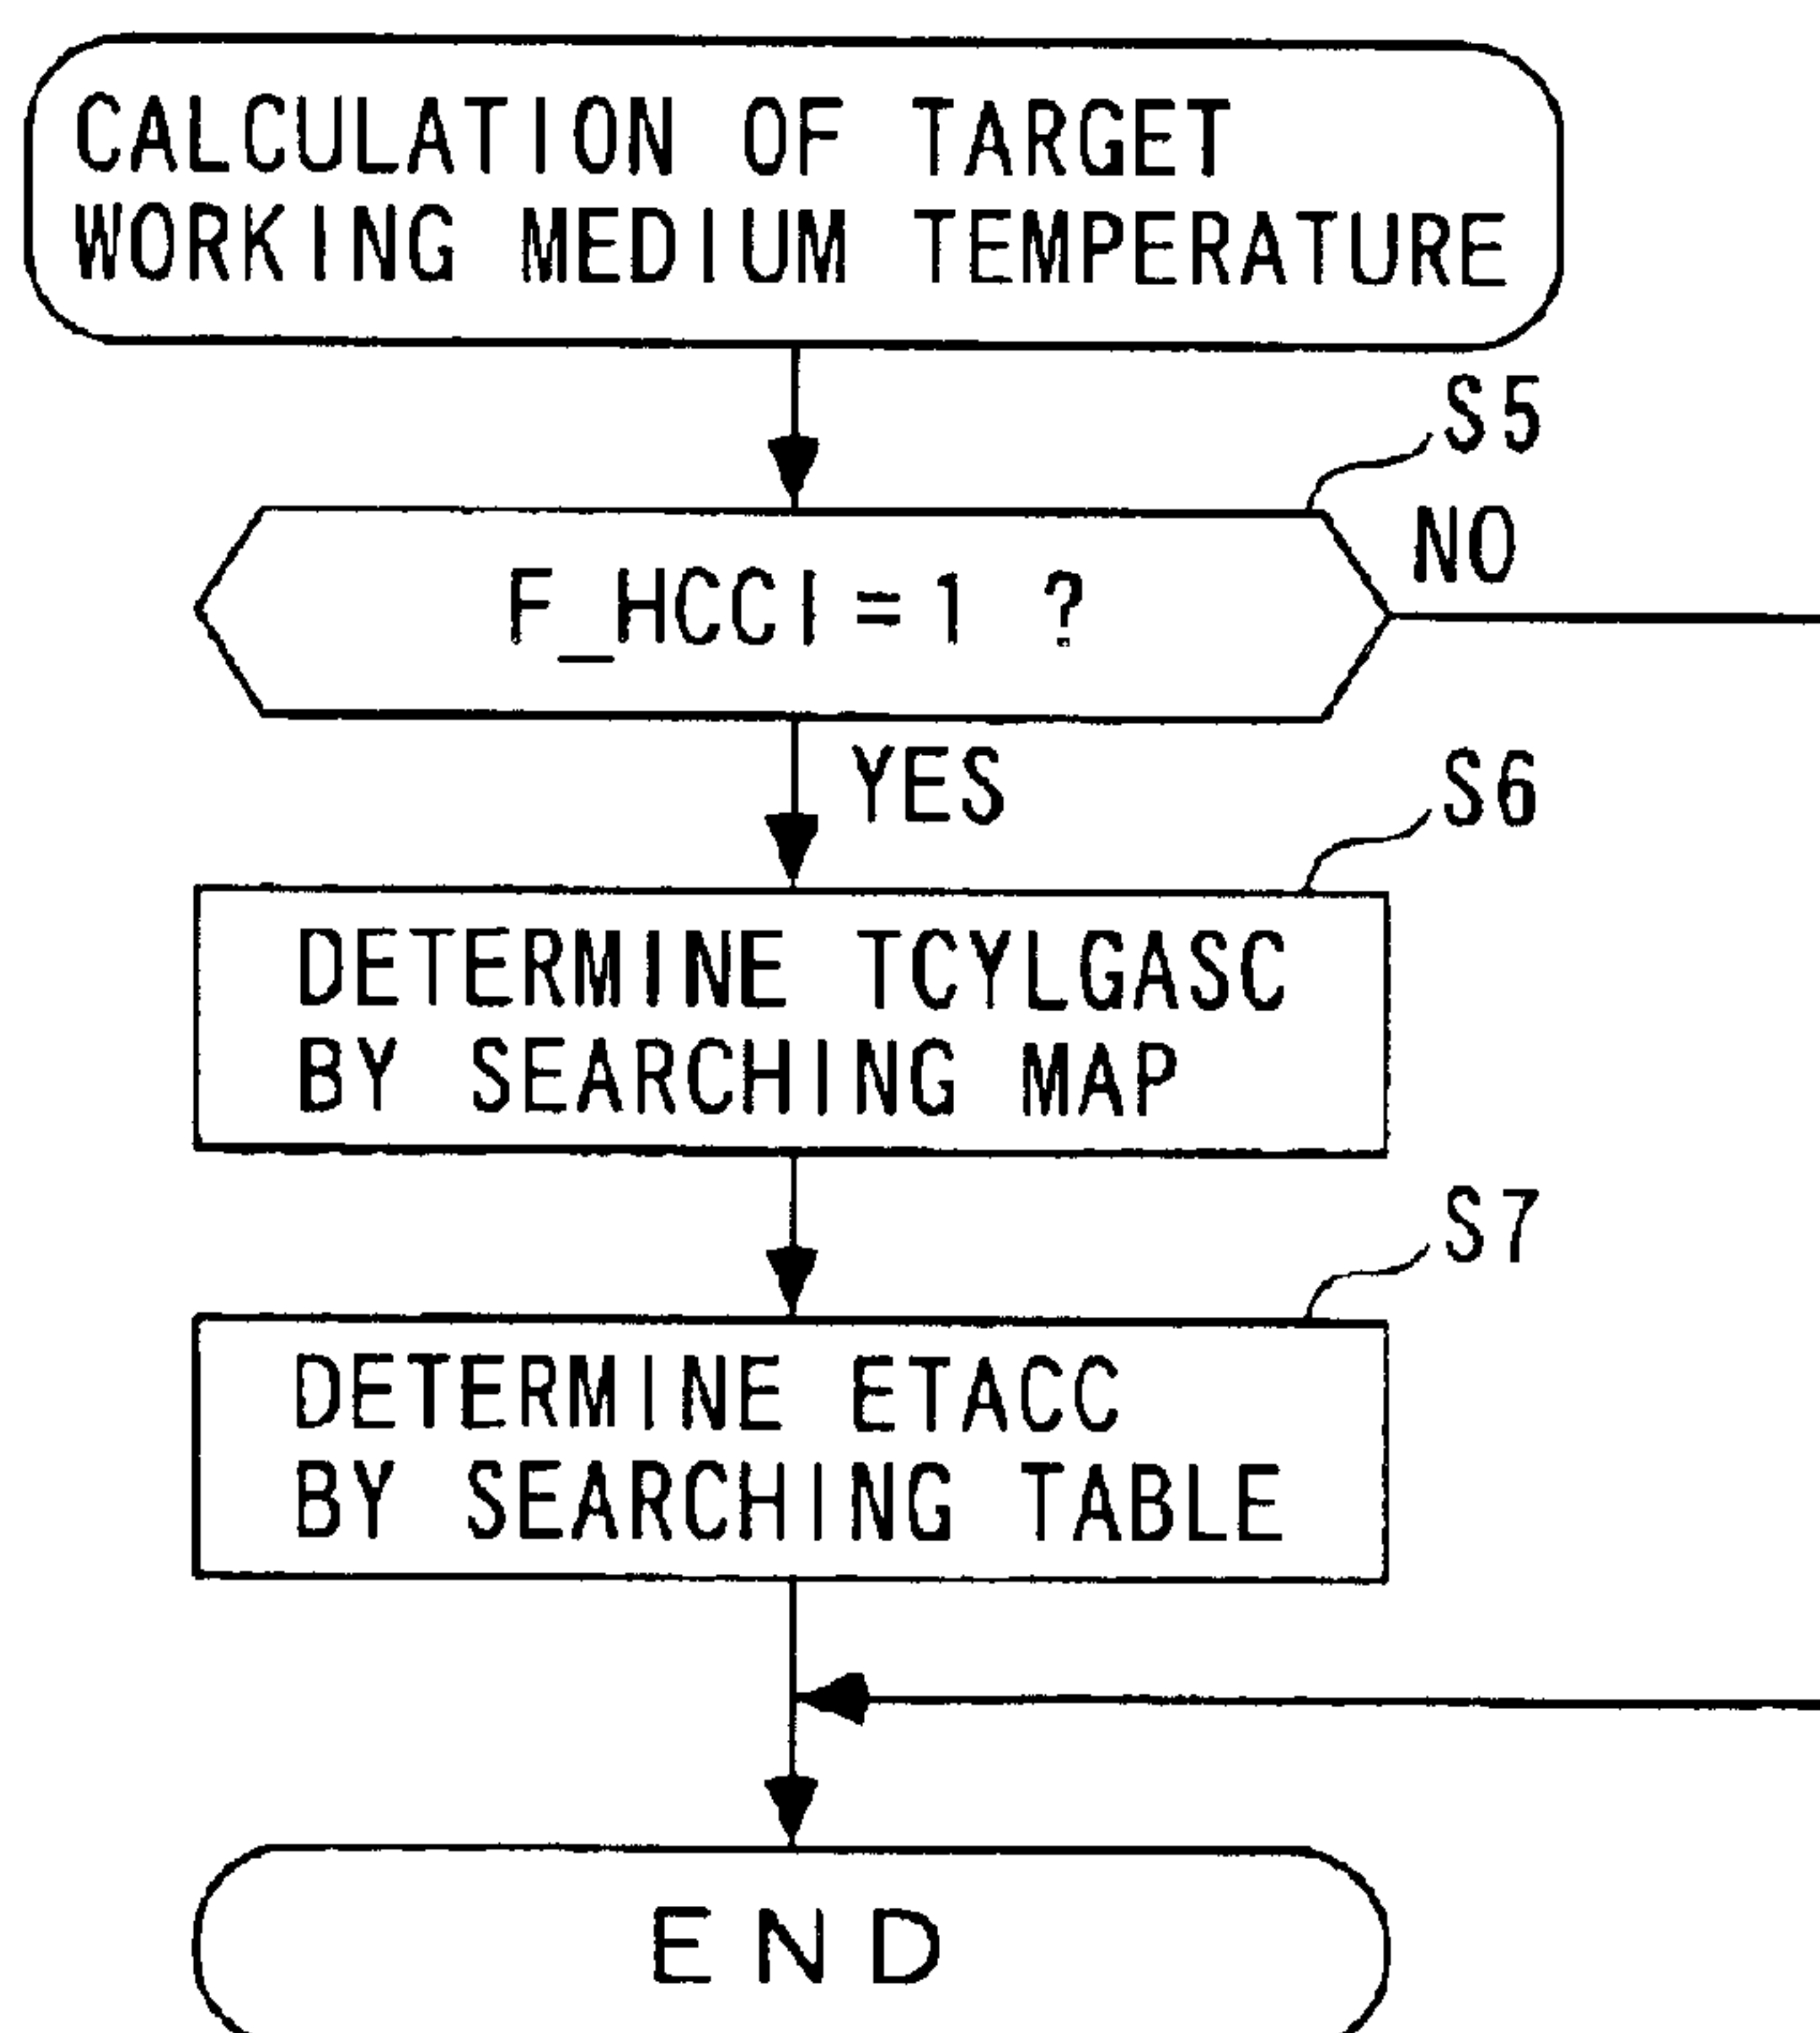 CALCULATION OF TARGET
WORKING MEDIUM TEMPERATURE
S5
F_HCCI=1 ?
NO
YES
S6
DETERMINE TCYLGASC
BY SEARCHING MAP
S7
DETERMINE ETACC
BY SEARCHING TABLE
END